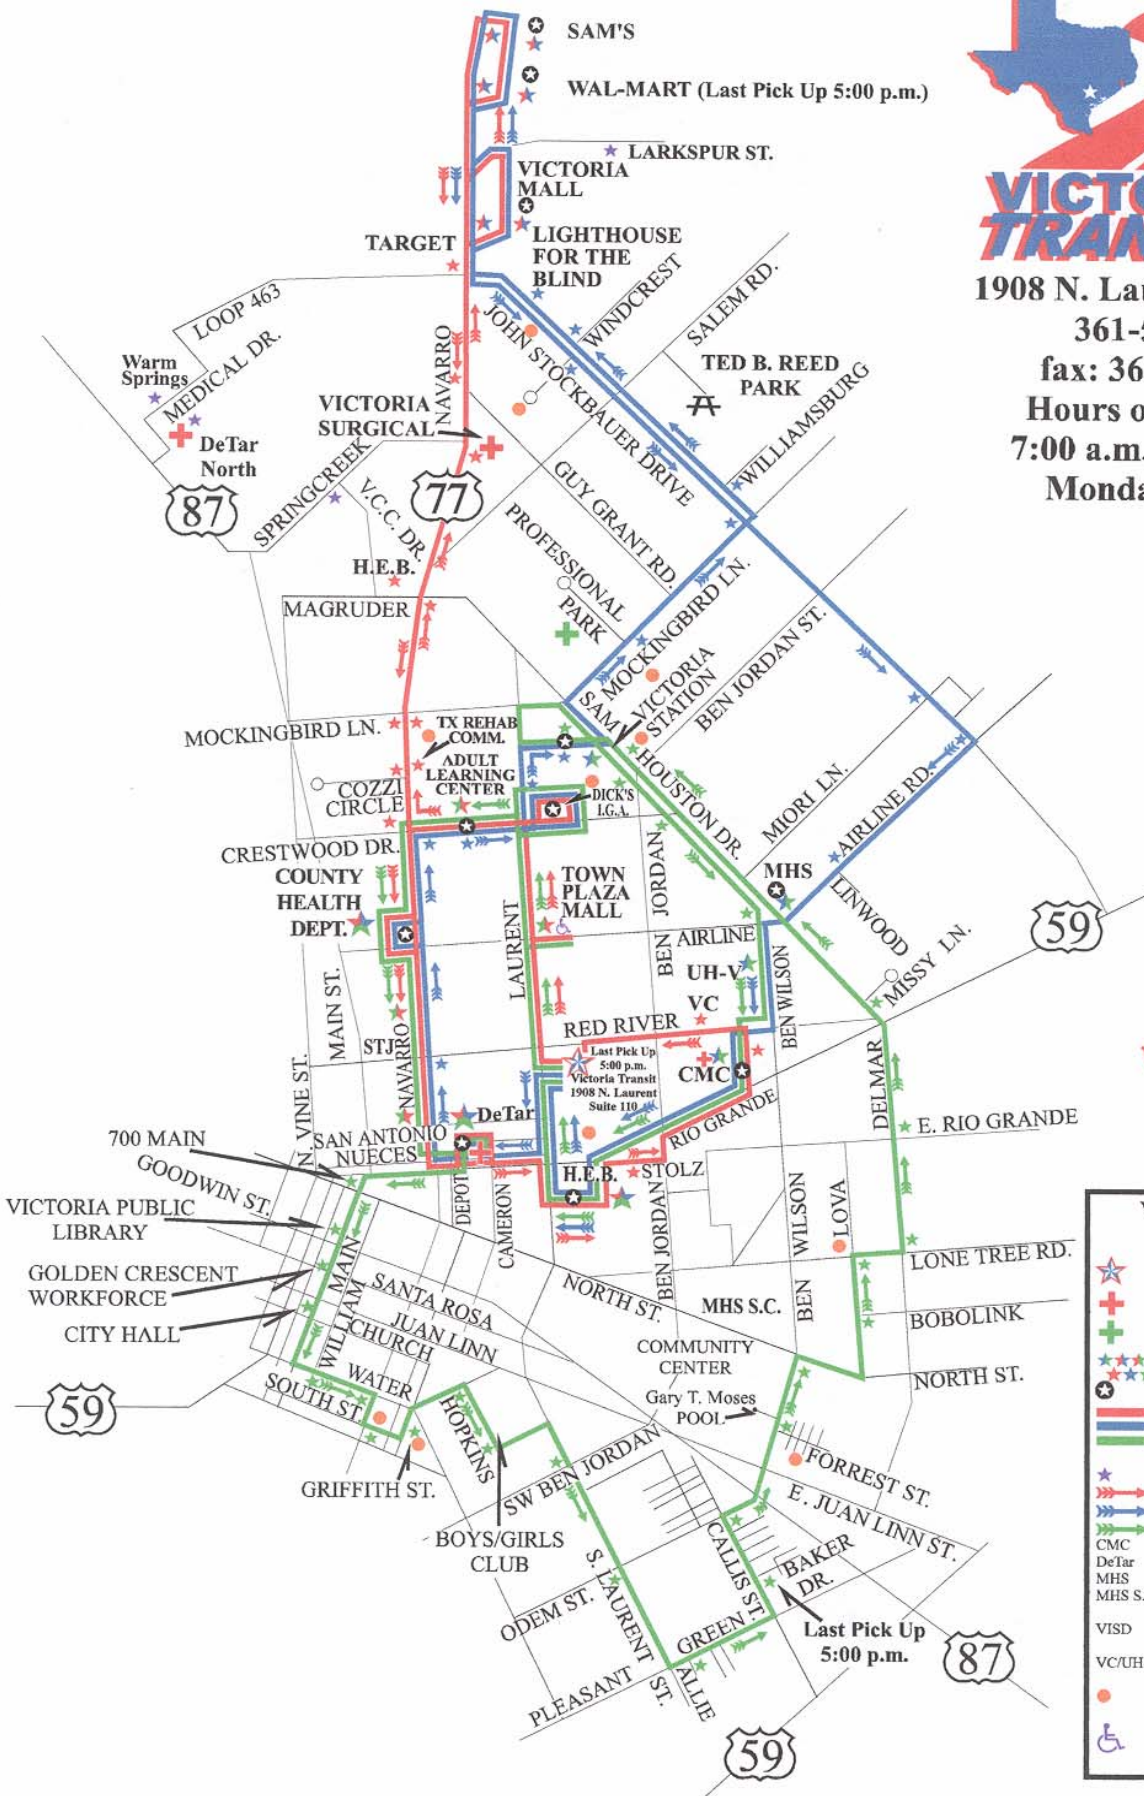 SAM'S
WAL-MART (Last Pick Up 5:00 p.m.)
LARKSPUR ST.
VICTORIA
MALL
TARGET
LIGHTHOUSE
FOR THE
BLIND
VICTO
TRAN
1908 N. Lau
361-5
fax: 36
Hours o
7:00 a.m.
Monda
LOOP 463
MEDICAL DR.
Warm
Springs
DeTar
North
87
SPRINGCREEK
V.C.C. DR.
VICTORIA
SURGICAL
NAVARRO
77
JOHN STOCKBAUER DRIVE
WINDCREST
SALEM RD.
TED B. REED
PARK
WILLIAMSBURG
GUY GRANT RD.
PROFESSIONAL
PARK
H.E.B.
MAGRUDER
MOCKINGBIRD LN.
SAM HOUSTON DR.
VICTORIA
STATION
BEN JORDAN ST.
MOCKINGBIRD LN.
TX REHAB
COMM.
ADULT
LEARNING
CENTER
COZZI
CIRCLE
DICK'S
I.G.A.
CRESTWOOD DR.
MIORI LN.
AIRLINE RD.
LINWOOD
MHS
59
MISSY LN.
COUNTY
HEALTH
DEPT.
TOWN
PLAZA
MALL
LAURENT
BEN JORDAN
AIRLINE
UH-V
VC
BEN WILSON
MAIN ST.
STJ
NAVARRO
N. VINE ST.
RED RIVER
Last Pick Up
5:00 p.m.
Victoria Transit
1908 N. Laurent
Suite 110
CMC
DELMAR
RIO GRANDE
E. RIO GRANDE
DeTar
SAN ANTONIO
NUECES
H.E.B.
STOLZ
700 MAIN
GOODWIN ST.
VICTORIA PUBLIC
LIBRARY
DEPOT
CAMERON
BEN JORDAN
BEN WILSON
LOVA
LONE TREE RD.
GOLDEN CRESCENT
WORKFORCE
CITY HALL
MAIN
WILLIAM
SANTA ROSA
JUAN LINN
CHURCH
WATER
SOUTH ST.
NORTH ST.
MHS S.C.
BOBOLINK
COMMUNITY
CENTER
Gary T. Moses
POOL
NORTH ST.
59
GRIFFITH ST.
HOPKINS
SW BEN JORDAN
FORREST ST.
E. JUAN LINN ST.
BOYS/GIRLS
CLUB
CALLIS ST.
BAKER
DR.
S. LAURENT ST.
ODEM ST.
GREEN
Last Pick Up
5:00 p.m.
PLEASANT
ALLIE
87
59
CMC
DeTar
MHS
MHS S.
VISD
VC/UH